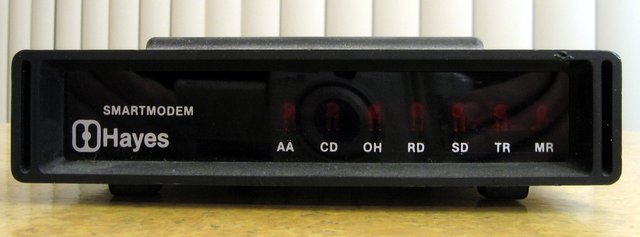 SMARTMODEM
Hayes
AA CD OH RD SD TR MR